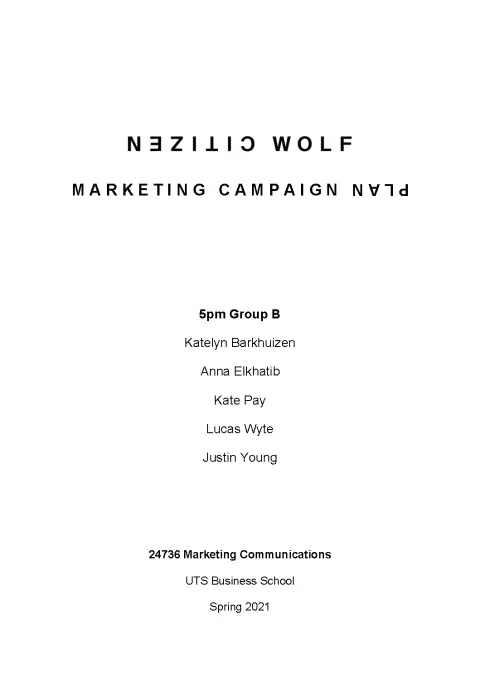 CITIZEN WOLF
MARKETING CAMPAIGN PLAN
5pm Group B
Katelyn Barkhuizen
Anna Elkhatib
Kate Pay
Lucas Wyte
Justin Young
24736 Marketing Communications
UTS Business School
Spring 2021